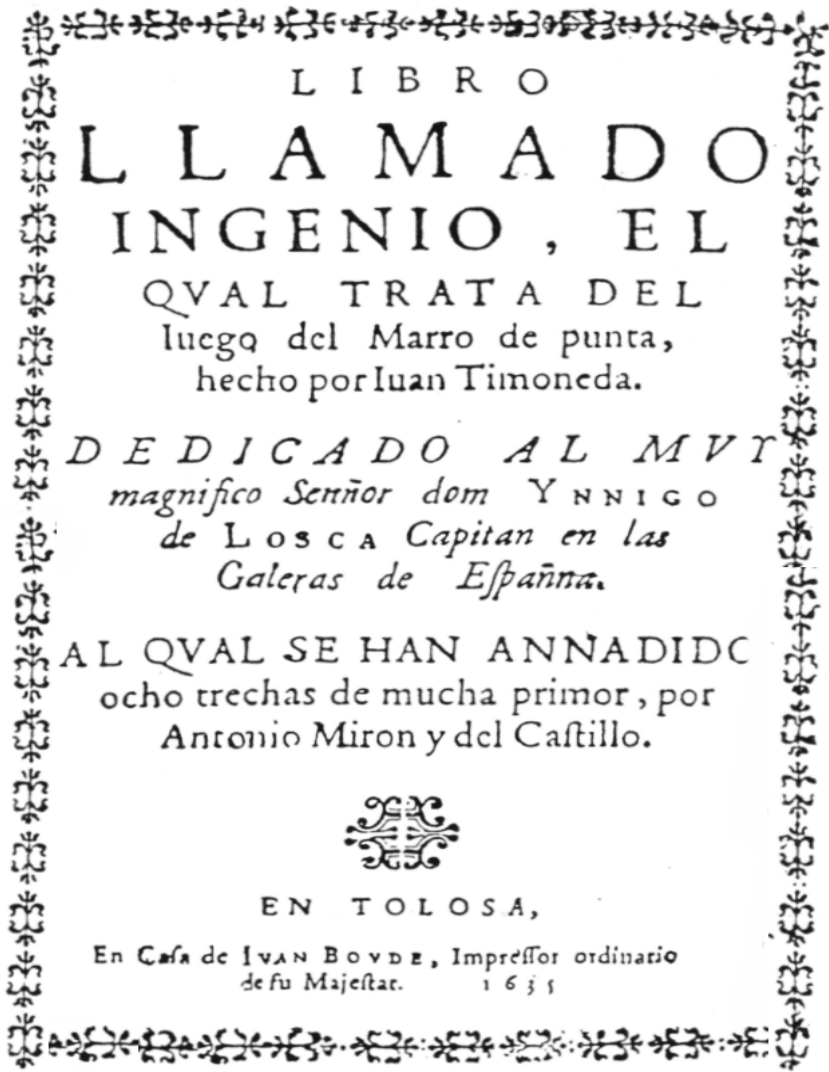 LIBRO
LLAMADO
INGENIO, EL
QVAL TRATA DEL
Iuego del Marro de punta,
hecho por Iuan Timoneda.
DEDICADO AL MVY
magnifico Senñor dom YNNIGO
de LOSCA Capitan en las
Galeras de Eſpañna.
AL QVAL SE HAN ANNADIDO
ocho trechas de mucha primor, por
Antonio Miron y del Caſtillo.
EN TOLOSA,
En Caſa de IVAN BOVDE, Impreſſor ordinario
de ſu Majeſtat. 1635